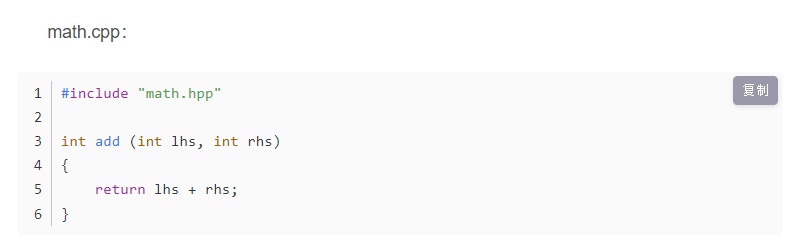 math.cpp：
复制
1 #include "math.hpp"
2
3 int add (int lhs, int rhs)
4 {
5     return lhs + rhs;
6 }